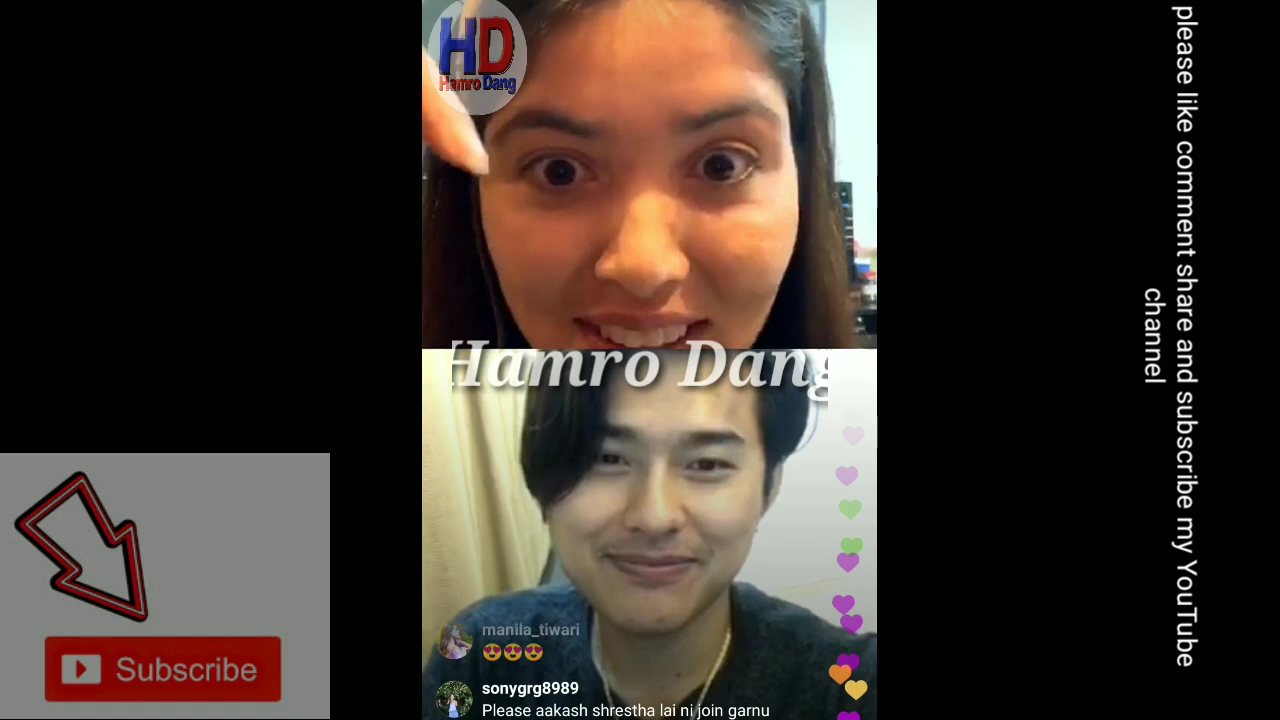 HD
Hamro Dang
Hamro Dang
manila_tiwari
sonygrg8989
Please aakash shrestha lai ni join garnu
Subscribe
please like comment share and subscribe my YouTube
channel